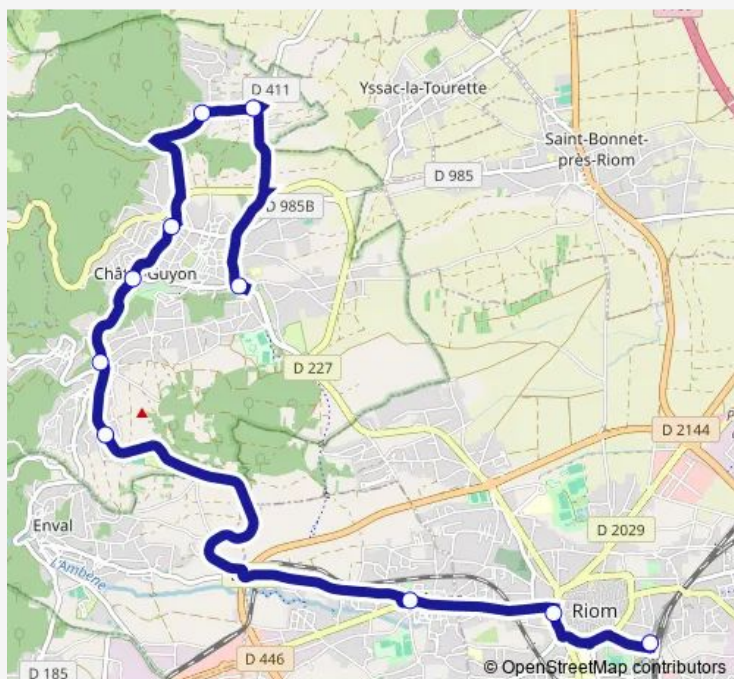 D 411
Yssac-la-Tourette
Saint-Bonnet-
près-Riom
D 985
D 985B
Guyon
D 227
D 2144
Enval
D 2029
L'Ambène
Riom
D 446
D 185
© OpenStreetMap contributors